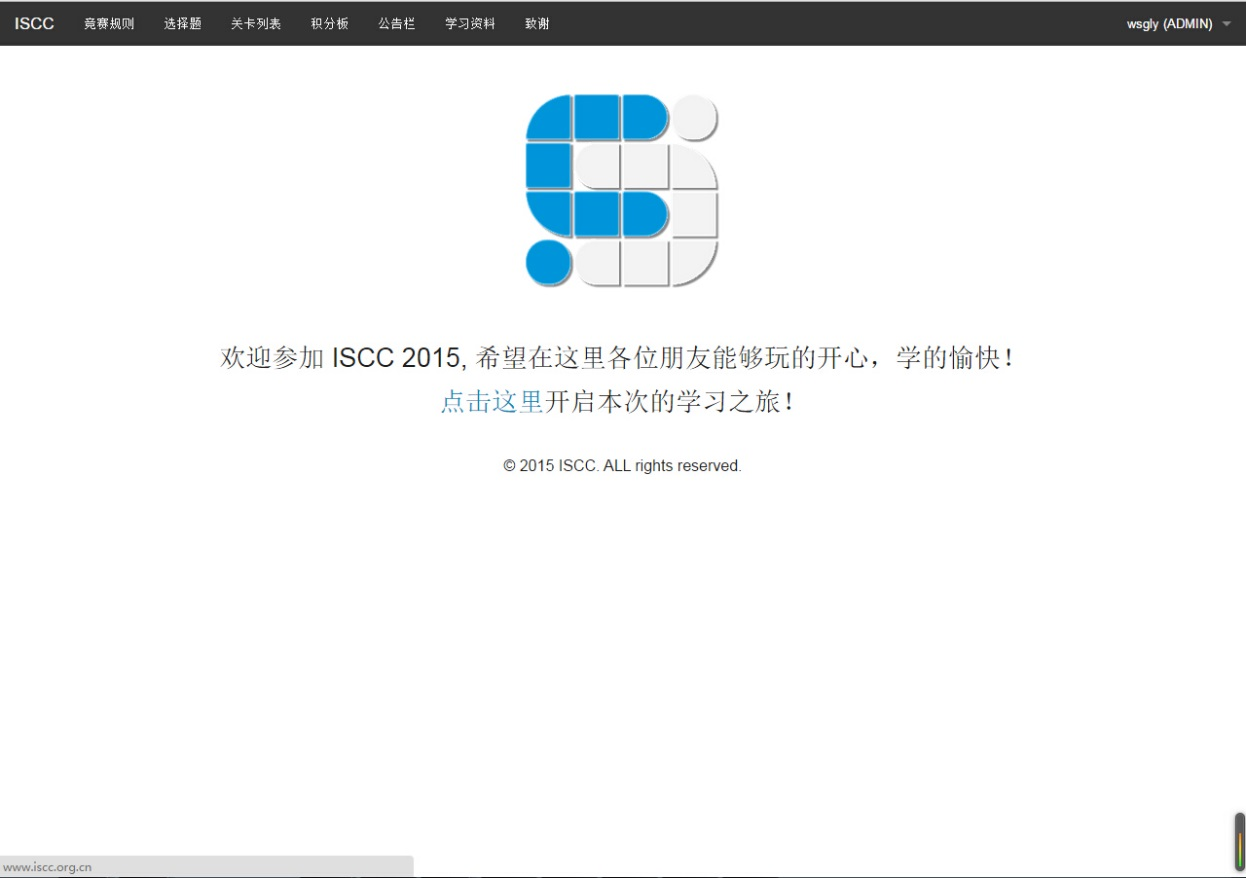 ISCC 竞赛规则 选择题 关卡列表 积分板 公告栏 学习资料 致谢 wsgly (ADMIN)
欢迎参加 ISCC 2015, 希望在这里各位朋友能够玩的开心，学的愉快！
点击这里开启本次的学习之旅！
© 2015 ISCC. ALL rights reserved.
www.iscc.org.cn